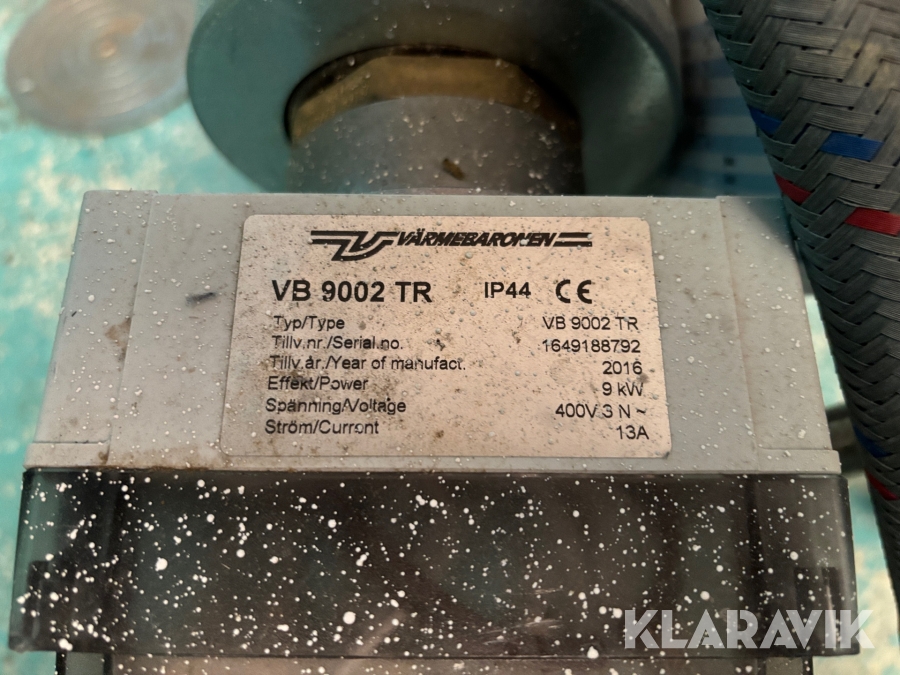 VÄRMEBARONEN
VB 9002 TR IP44 CE
Typ/Type VB 9002 TR
Tillv.nr./Serial.no. 1649188792
Tillv.år./Year of manufact. 2016
Effekt/Power 9 kW
Spänning/Voltage 400V 3 N ~
Ström/Current 13A
KLARAVIK